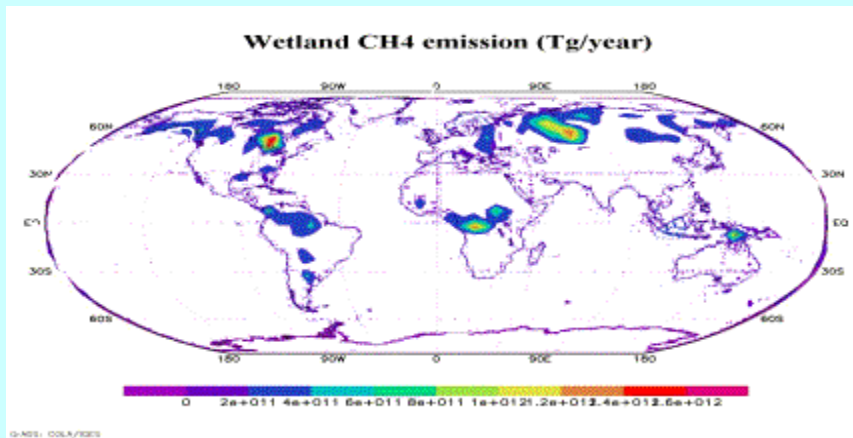 Wetland CH4 emission (Tg/year)
180 90W 0 90E 180
60N 60N
30N 30N
EQ EQ
30S 30S
60S 60S
180 90W 0 90E 180
0 2e+011 4e+011 6e+011 8e+011 1e+012 1.2e+012 1.4e+012 1.6e+012
GrADS: COLA/IGES